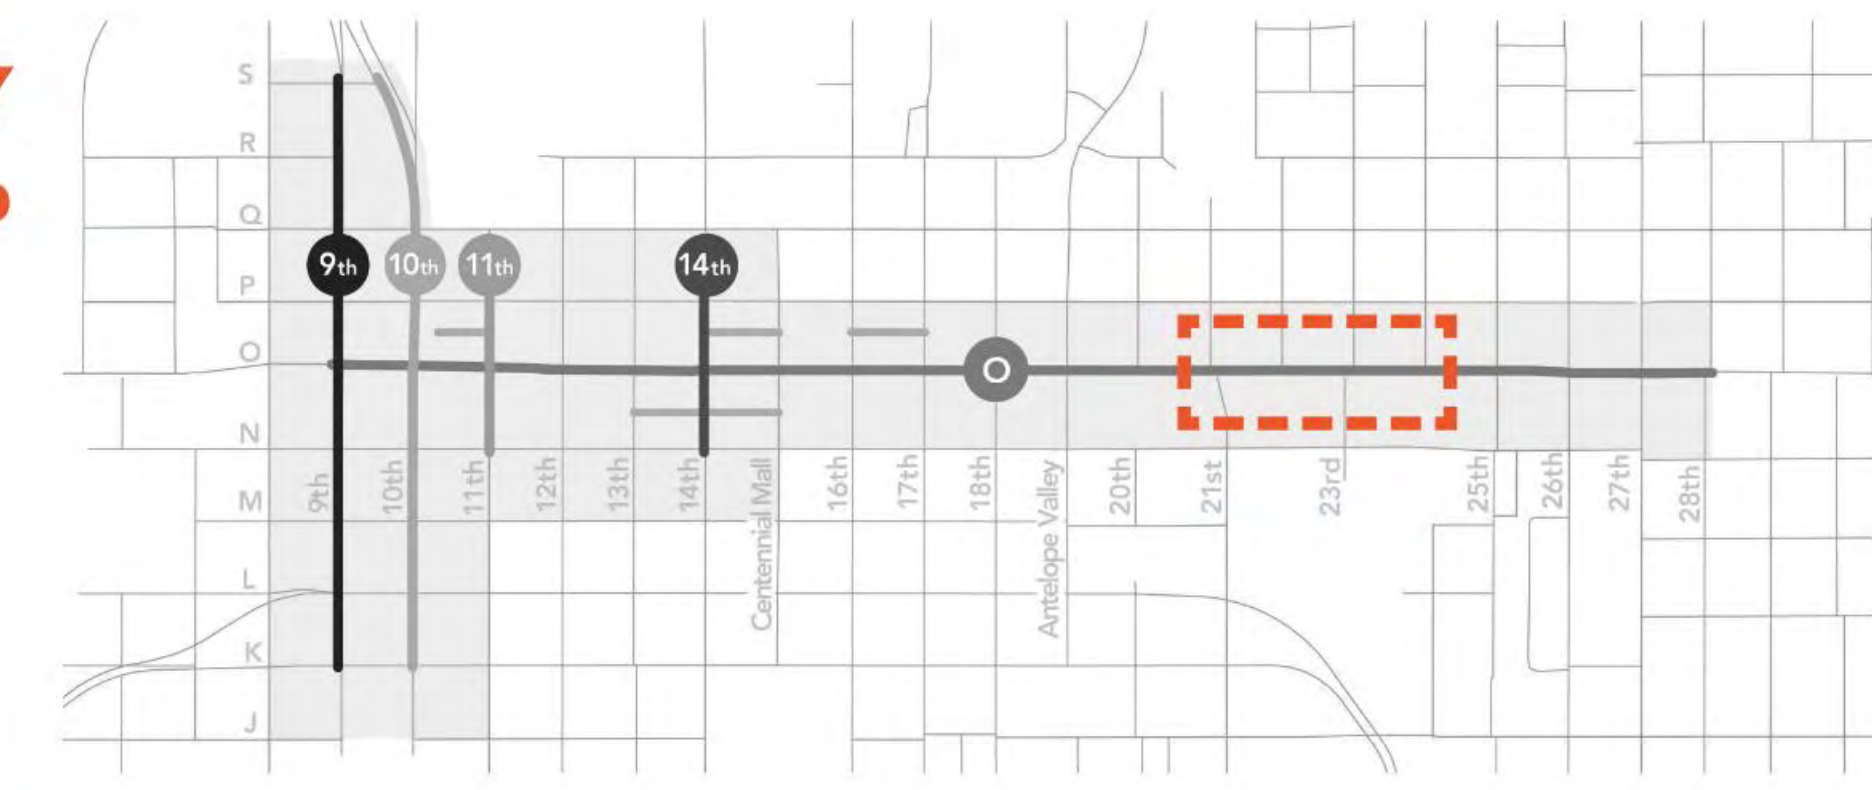 S
R
Q
9th
10th
11th
14th
P
O
O
N
9th
10th
11th
12th
13th
14th
Centennial Mall
16th
17th
18th
Antelope Valley
20th
21st
23rd
25th
26th
27th
28th
M
L
K
J